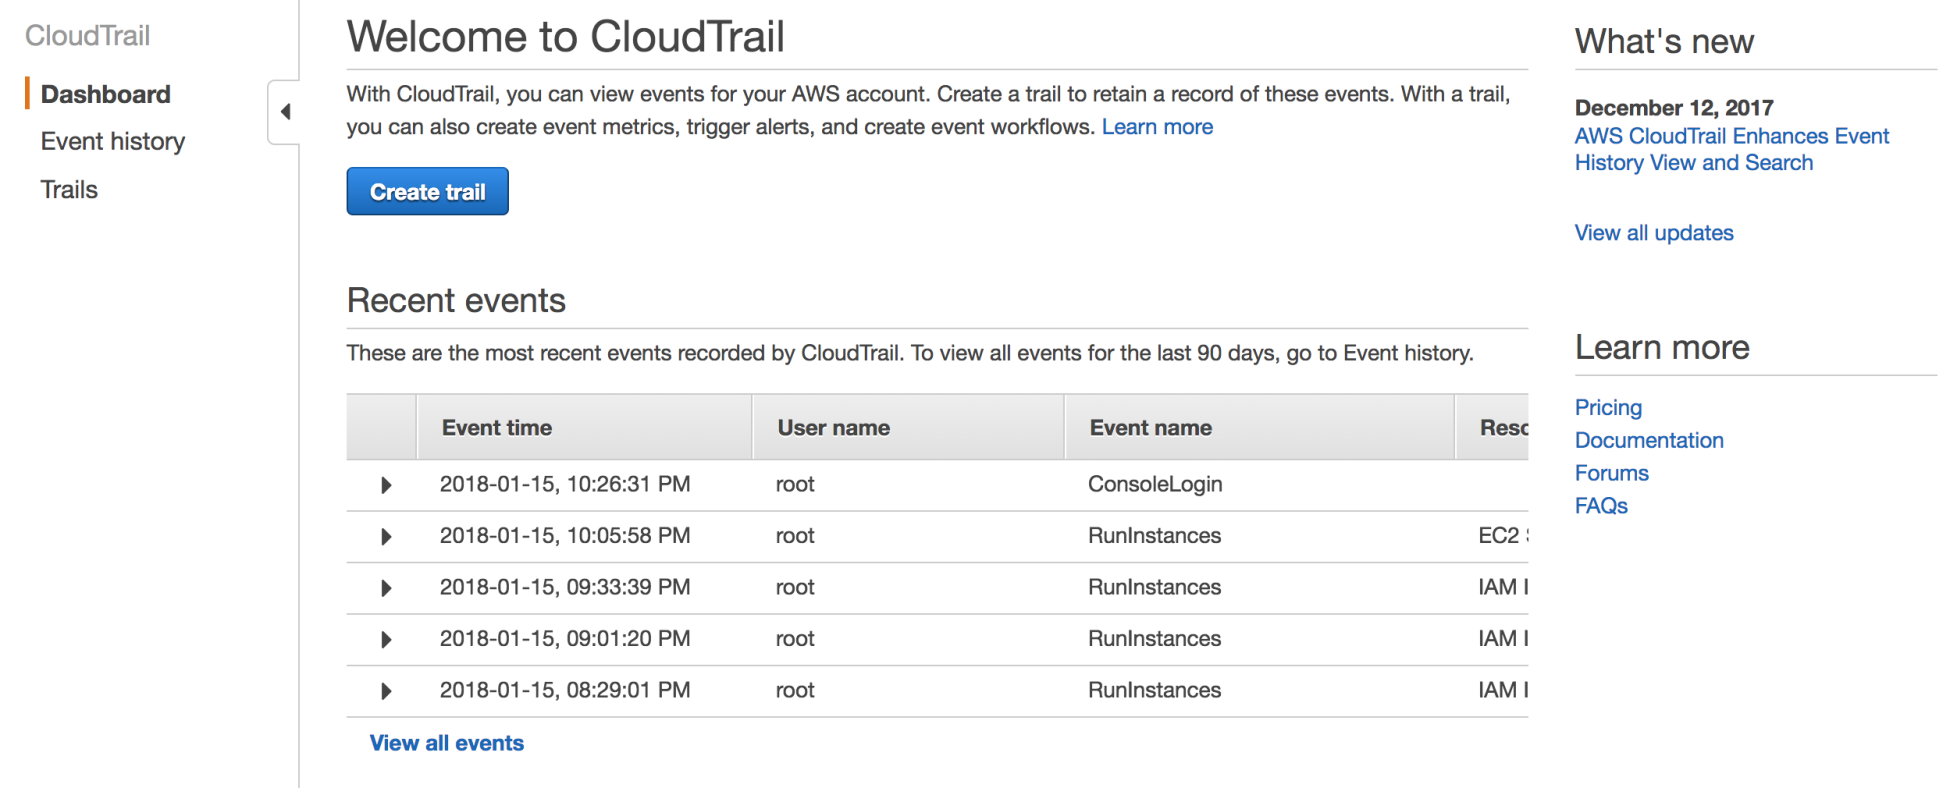 CloudTrail
Dashboard
Event history
Trails
Welcome to CloudTrail
With CloudTrail, you can view events for your AWS account. Create a trail to retain a record of these events. With a trail,
you can also create event metrics, trigger alerts, and create event workflows. Learn more
Create trail
Recent events
These are the most recent events recorded by CloudTrail. To view all events for the last 90 days, go to Event history.
Event time User name Event name
2018-01-15, 10:26:31 PM root ConsoleLogin
2018-01-15, 10:05:58 PM root RunInstances EC2
2018-01-15, 09:33:39 PM root RunInstances IAM
2018-01-15, 09:01:20 PM root RunInstances IAM
2018-01-15, 08:29:01 PM root RunInstances IAM
View all events
What's new
December 12, 2017
AWS CloudTrail Enhances Event
History View and Search
View all updates
Learn more
Pricing
Documentation
Forums
FAQs